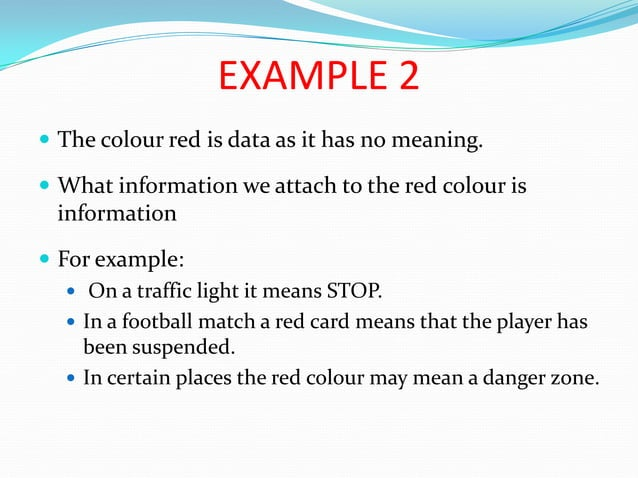 EXAMPLE 2
The colour red is data as it has no meaning.
What information we attach to the red colour is
information
For example:
On a traffic light it means STOP.
In a football match a red card means that the player has
been suspended.
In certain places the red colour may mean a danger zone.